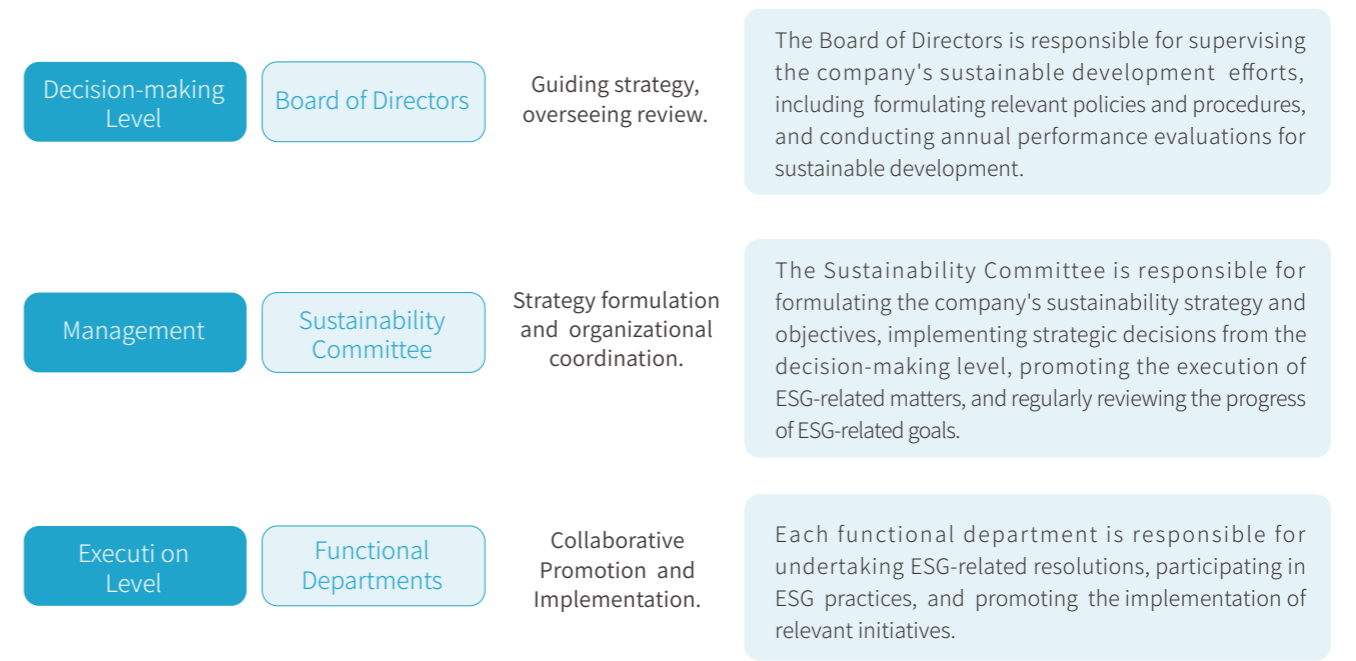 Decision-making
Level
Board of Directors
Guiding strategy,
overseeing review.
The Board of Directors is responsible for supervising
the company's sustainable development efforts,
including formulating relevant policies and procedures,
and conducting annual performance evaluations for
sustainable development.
Management
Sustainability
Committee
Strategy formulation
and organizational
coordination.
The Sustainability Committee is responsible for
formulating the company's sustainability strategy and
objectives, implementing strategic decisions from the
decision-making level, promoting the execution of
ESG-related matters, and regularly reviewing the progress
of ESG-related goals.
Executi on
Level
Functional
Departments
Collaborative
Promotion and
Implementation.
Each functional department is responsible for
undertaking ESG-related resolutions, participating in
ESG practices, and promoting the implementation of
relevant initiatives.